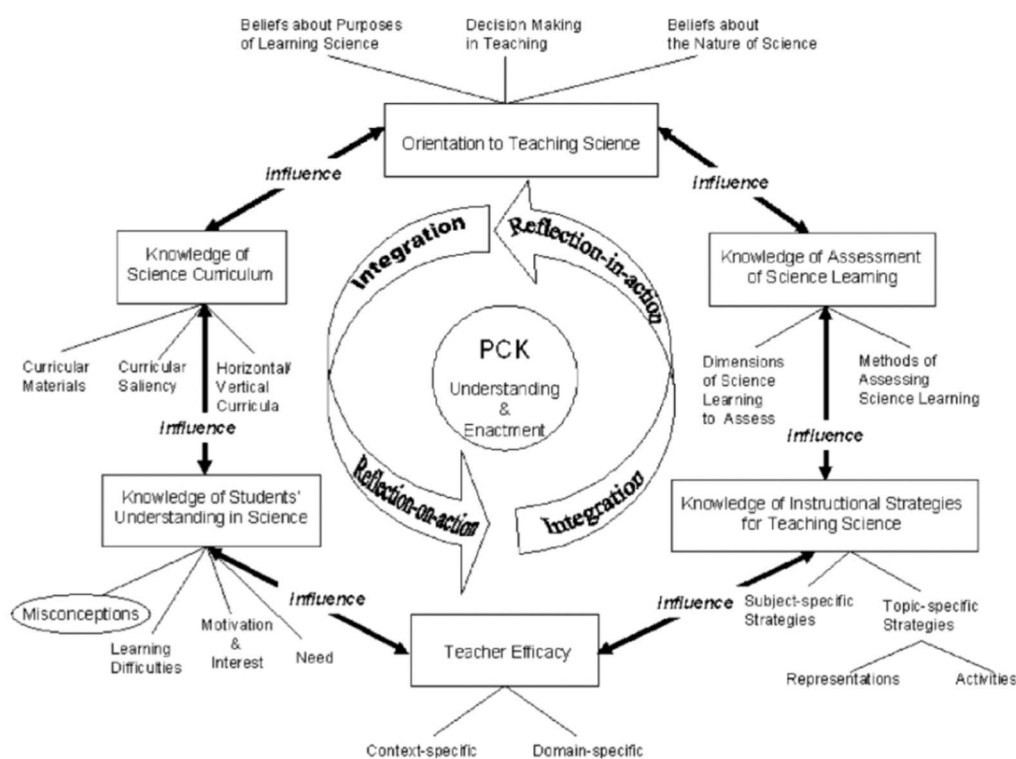 Beliefs about Purposes
of Learning Science
Decision Making
in Teaching
Beliefs about
the Nature of Science
Orientation to Teaching Science
influence
influence
Integration
Reflection-in-action
Knowledge of
Science Curriculum
Knowledge of Assessment
of Science Learning
PCK
Understanding
&
Enactment
Curricular
Materials
Curricular
Saliency
Horizontal/
Vertical
Curricula
Dimensions
of Science
Learning
to Assess
Methods of
Assessing
Science Learning
influence
influence
Reflection-on-action
Integration
Knowledge of Students'
Understanding in Science
Knowledge of Instructional Strategies
for Teaching Science
influence
influence
Misconceptions
Learning
Difficulties
Motivation
&
Interest
Need
Teacher Efficacy
Subject-specific
Strategies
Topic-specific
Strategies
Representations
Activities
Context-specific
Domain-specific